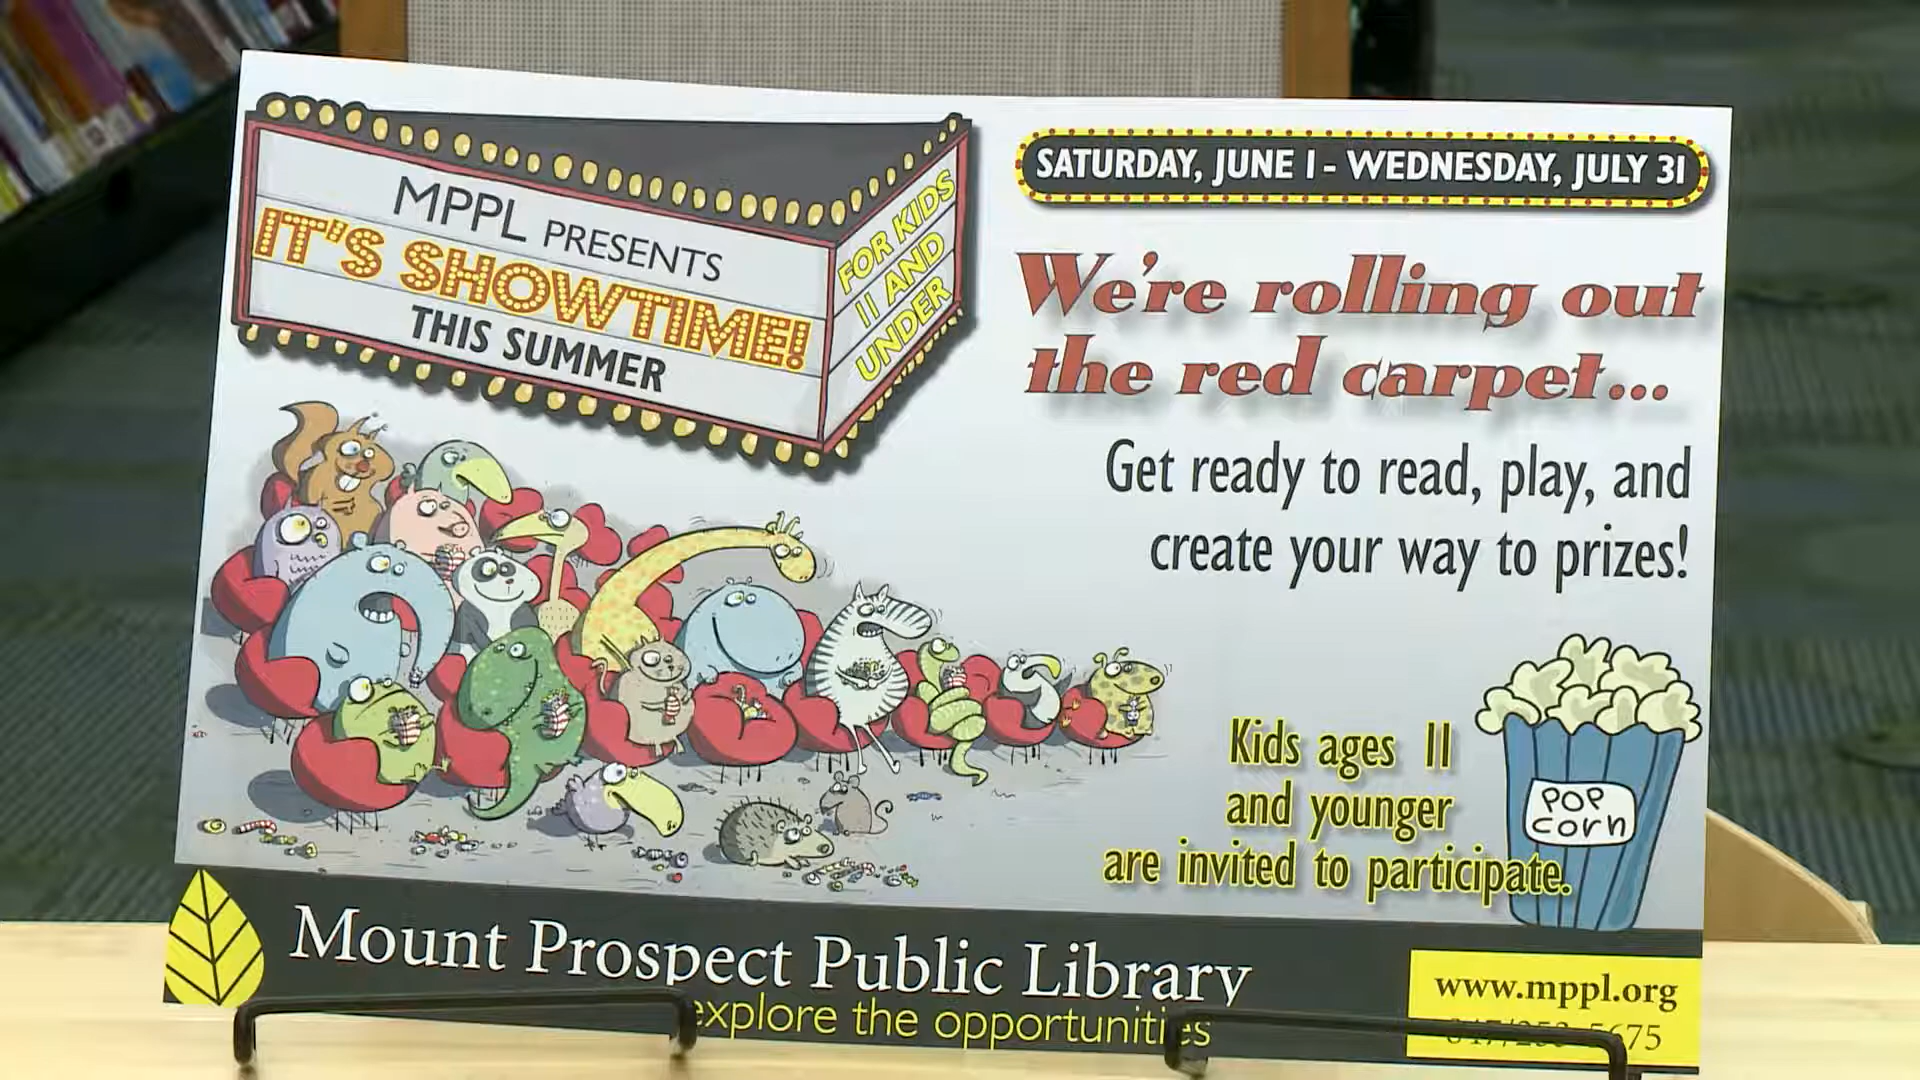 MPPL PRESENTS
IT'S SHOWTIME!
THIS SUMMER
FOR KIDS
11 AND
UNDER
SATURDAY, JUNE 1 - WEDNESDAY, JULY 31
We're rolling out
the red carpet...
Get ready to read, play, and
create your way to prizes!
Kids ages 11
and younger
are invited to participate.
POP
corn
Mount Prospect Public Library
explore the opportunities
www.mppl.org